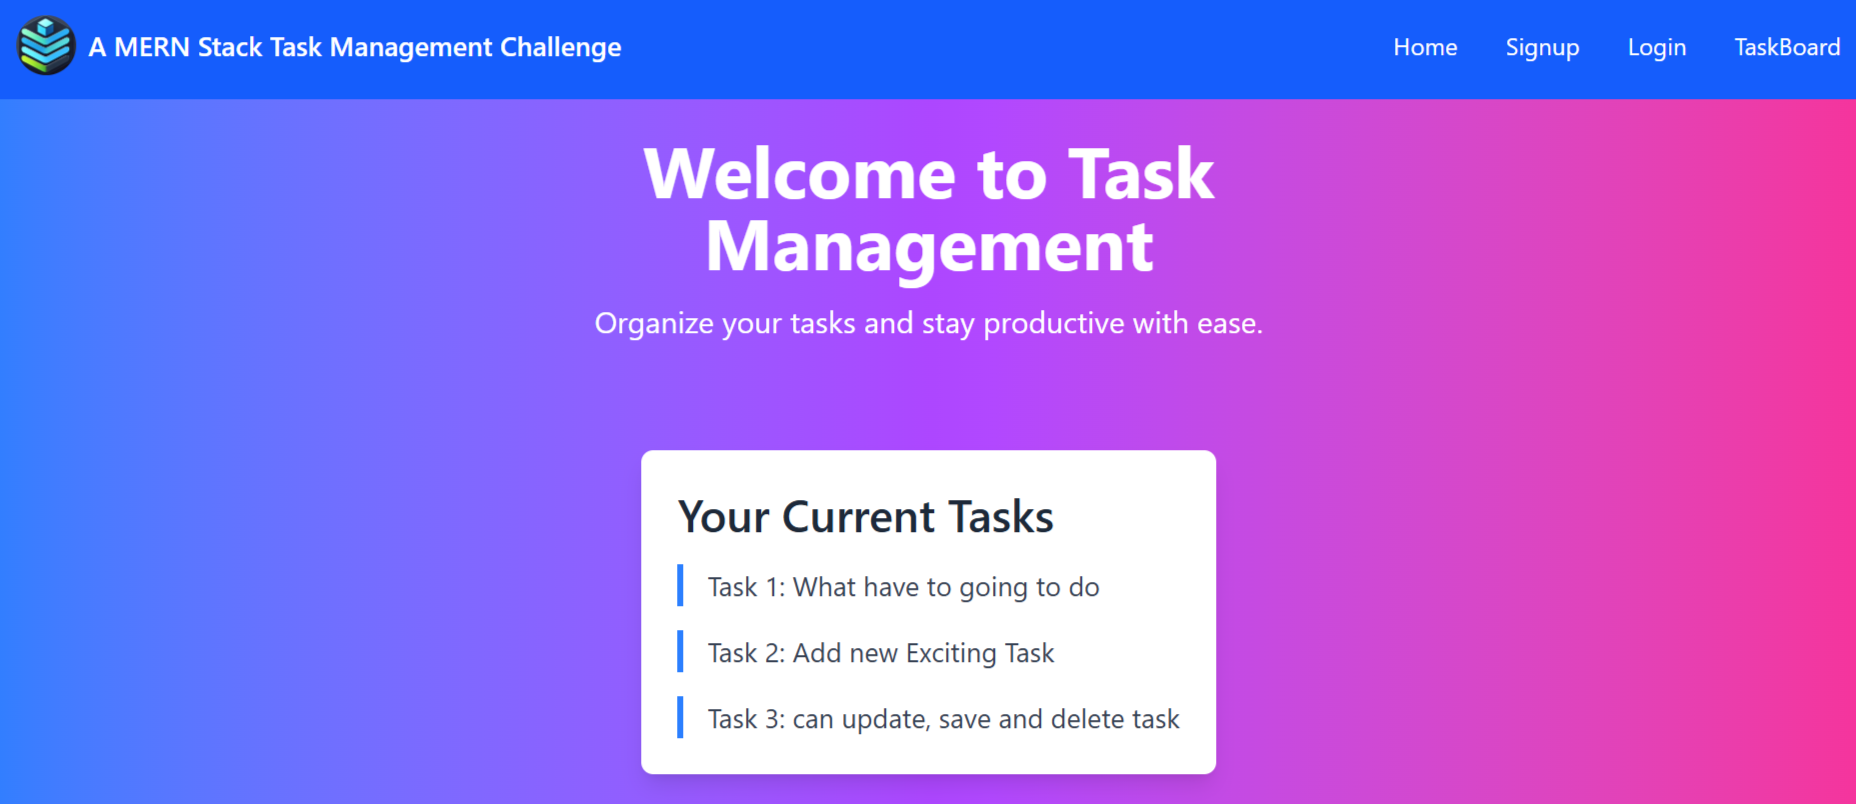 A MERN Stack Task Management Challenge
Home Signup Login TaskBoard
Welcome to Task
Management
Organize your tasks and stay productive with ease.
Your Current Tasks
Task 1: What have to going to do
Task 2: Add new Exciting Task
Task 3: can update, save and delete task